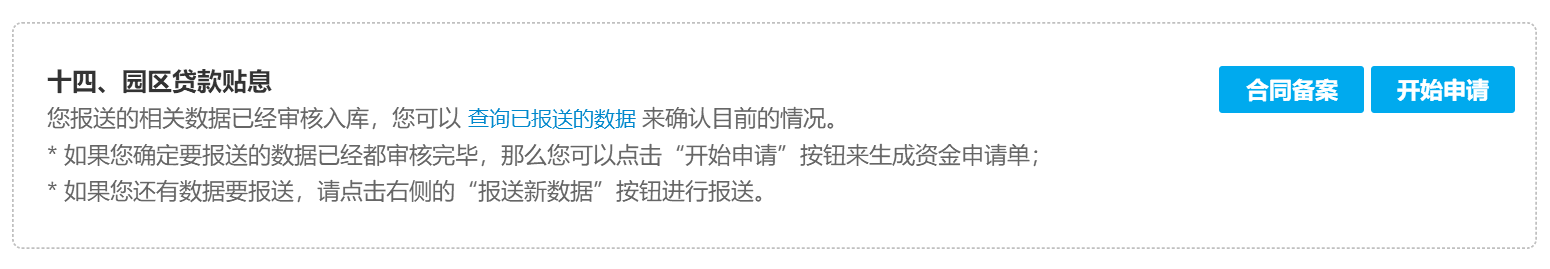 十四、园区贷款贴息
合同备案
开始申请
您报送的相关数据已经审核入库，您可以 查询已报送的数据 来确认目前的情况。
* 如果您确定要报送的数据已经都审核完毕，那么您可以点击“开始申请”按钮来生成资金申请单；
* 如果您还有数据要报送，请点击右侧的“报送新数据”按钮进行报送。